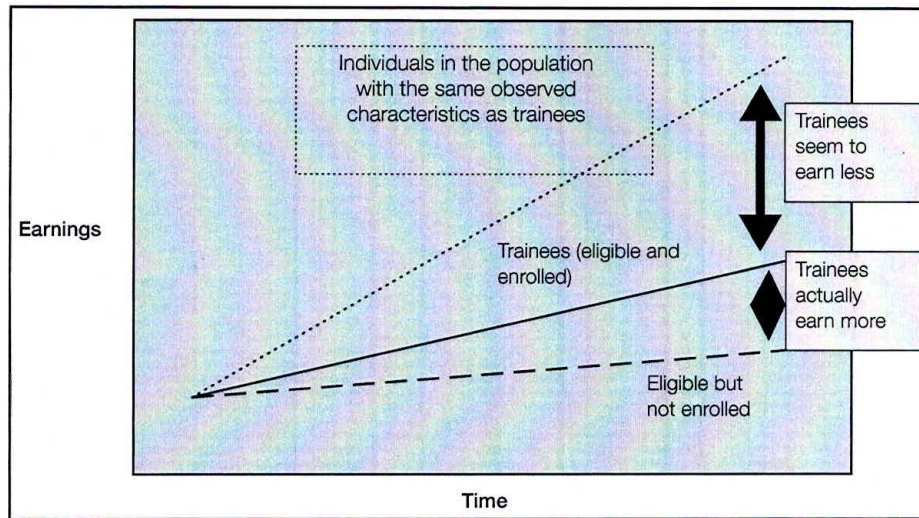 Individuals in the population
with the same observed
characteristics as trainees
Trainees
seem to
earn less
Earnings
Trainees (eligible and
enrolled)
Trainees
actually
earn more
Eligible but
not enrolled
Time